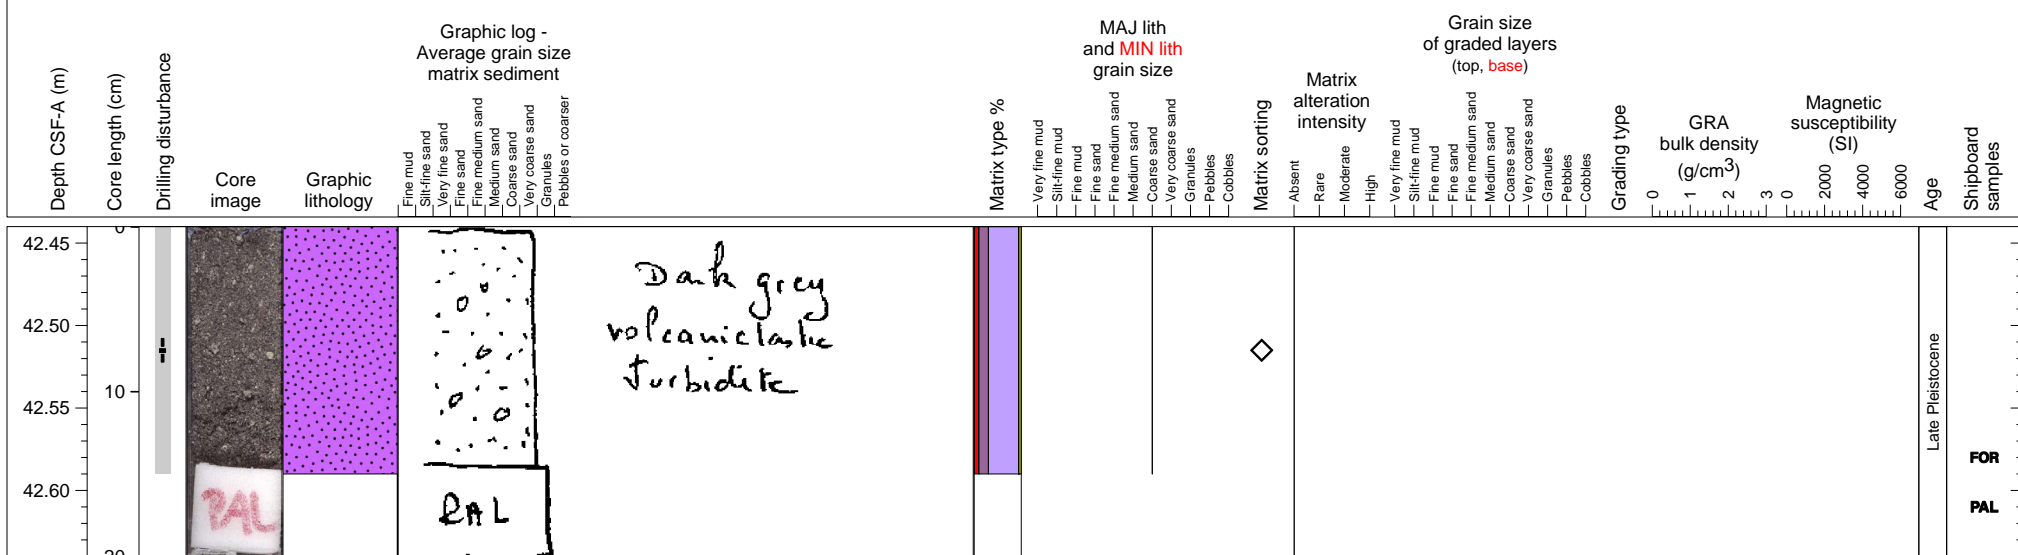 Depth CSF-A (m)
Core length (cm)
Drilling disturbance
Core
image
Graphic
lithology
Graphic log -
Average grain size
matrix sediment
Fine mud
Silt-fine sand
Very fine sand
Fine sand
Fine medium sand
Medium sand
Coarse sand
Very coarse sand
Granules
Pebbles or coarser
Matrix type %
MAJ lith
and MIN lith
grain size
Very fine mud
Silt-fine mud
Fine mud
Fine sand
Fine medium sand
Medium sand
Coarse sand
Very coarse sand
Granules
Pebbles
Cobbles
Matrix sorting
Matrix
alteration
intensity
Absent
Rare
Moderate
High
Grain size
of graded layers
(top, base)
Very fine mud
Silt-fine mud
Fine mud
Fine sand
Fine medium sand
Medium sand
Coarse sand
Very coarse sand
Granules
Pebbles
Cobbles
Grading type
GRA
bulk density
(g/cm3)
0 1 2 3
Magnetic
susceptibility
(SI)
0 2000 4000 6000
Age
Shipboard
samples
42.45
42.50
42.55
42.60
0
10
20
Dark grey
volcaniclastic
turbidite
PAL
PAL
Late Pleistocene
FOR
PAL